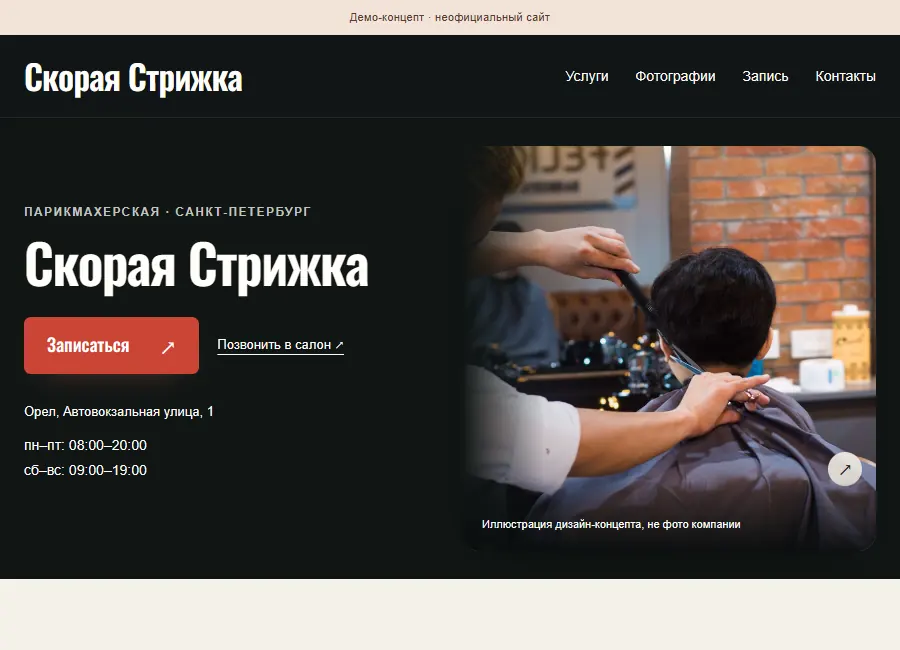 Демо-концепт · неофициальный сайт
Скорая Стрижка
Услуги Фотографии Запись Контакты
ПАРИКМАХЕРСКАЯ · САНКТ-ПЕТЕРБУРГ
Скорая Стрижка
Записаться ↗
Позвонить в салон ↗
Орел, Автовокзальная улица, 1
пн–пт: 08:00–20:00
сб–вс: 09:00–19:00
Иллюстрация дизайн-концепта, не фото компании